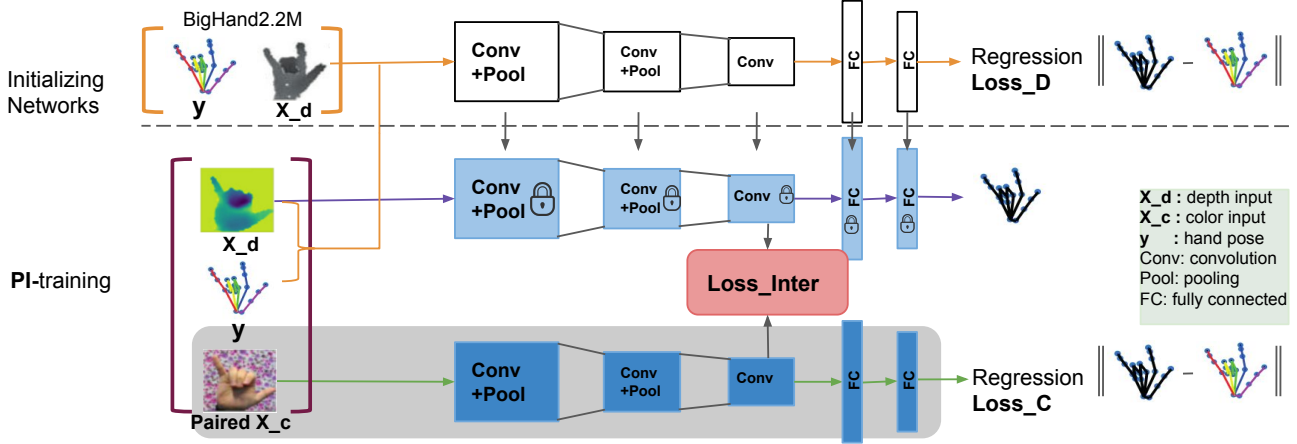 BigHand2.2M
y
X_d
Initializing
Networks
Conv
+Pool
Conv
+Pool
Conv
FC
FC
Regression
Loss_D
X_d
y
PI-training
Conv
+Pool
Conv
+Pool
Conv
FC
FC
Loss_Inter
X_d : depth input
X_c : color input
y : hand pose
Conv: convolution
Pool: pooling
FC: fully connected
Paired X_c
Conv
+Pool
Conv
+Pool
Conv
FC
FC
Regression
Loss_C